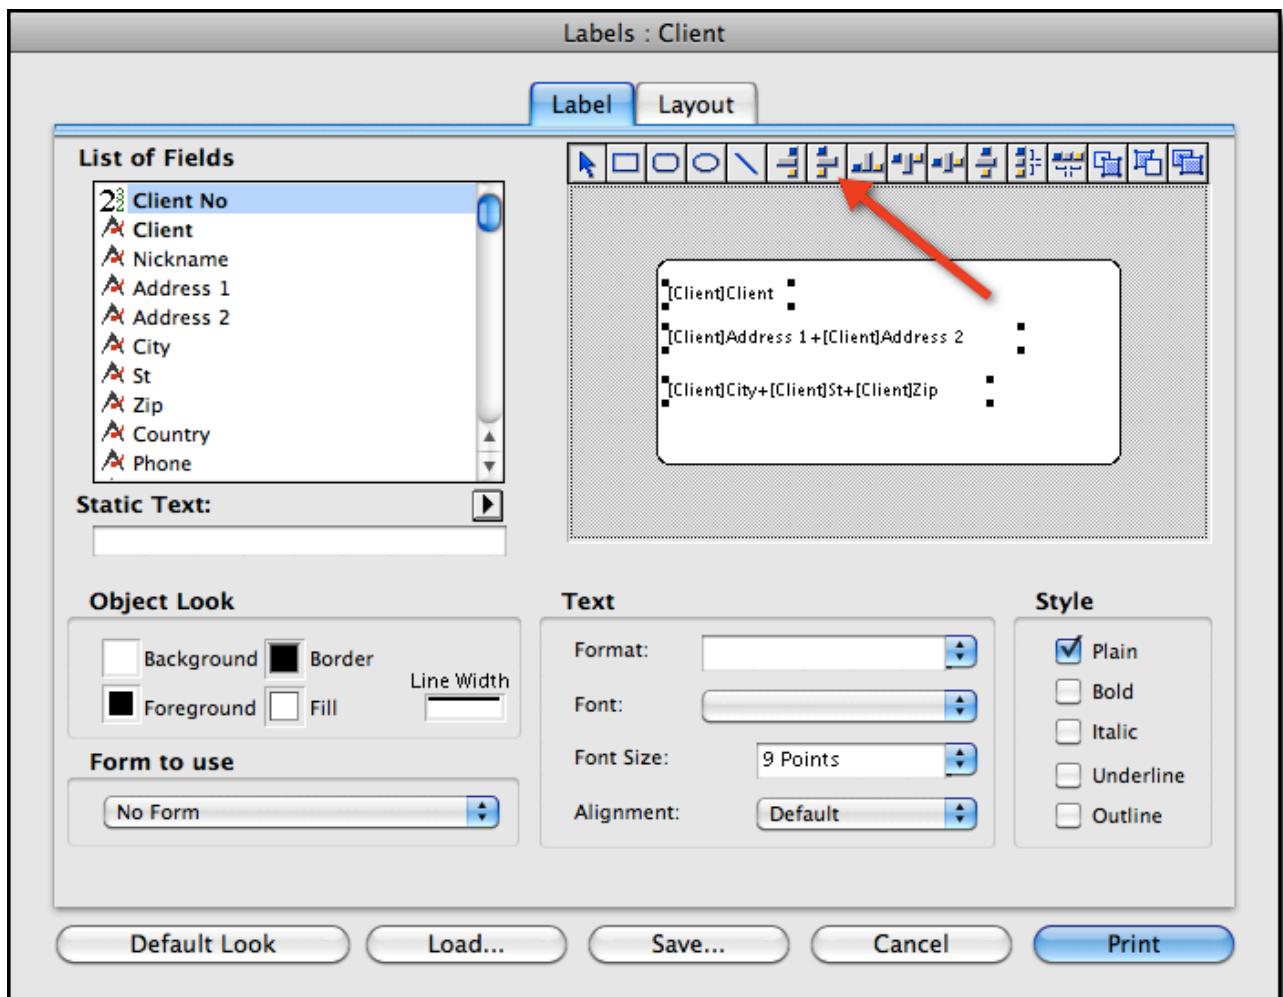 Labels : Client
Label Layout
List of Fields
Client No
Client
Nickname
Address 1
Address 2
City
St
Zip
Country
Phone
Static Text:
[Client]Client
[Client]Address 1+[Client]Address 2
[Client]City+[Client]St+[Client]Zip
Object Look
Background Border
Foreground Fill
Line Width
Form to use
No Form
Text
Format:
Font:
Font Size: 9 Points
Alignment: Default
Style
Plain
Bold
Italic
Underline
Outline
Default Look Load... Save... Cancel Print